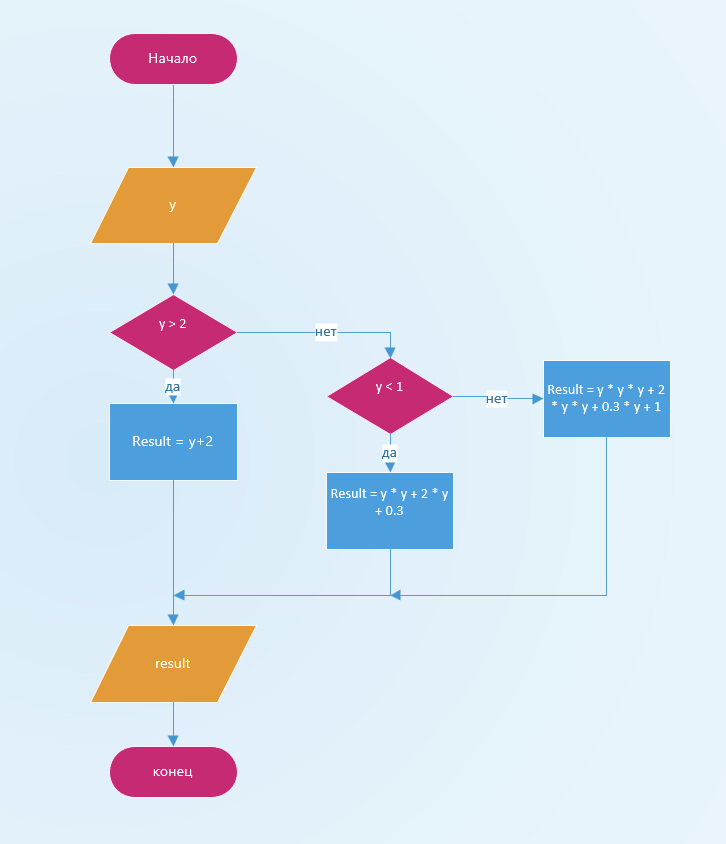 Начало
y
y > 2
нет
да
y < 1
нет
Result = y * y * y + 2
* y * y + 0.3 * y + 1
Result = y+2
да
Result = y * y + 2 * y
+ 0.3
result
конец